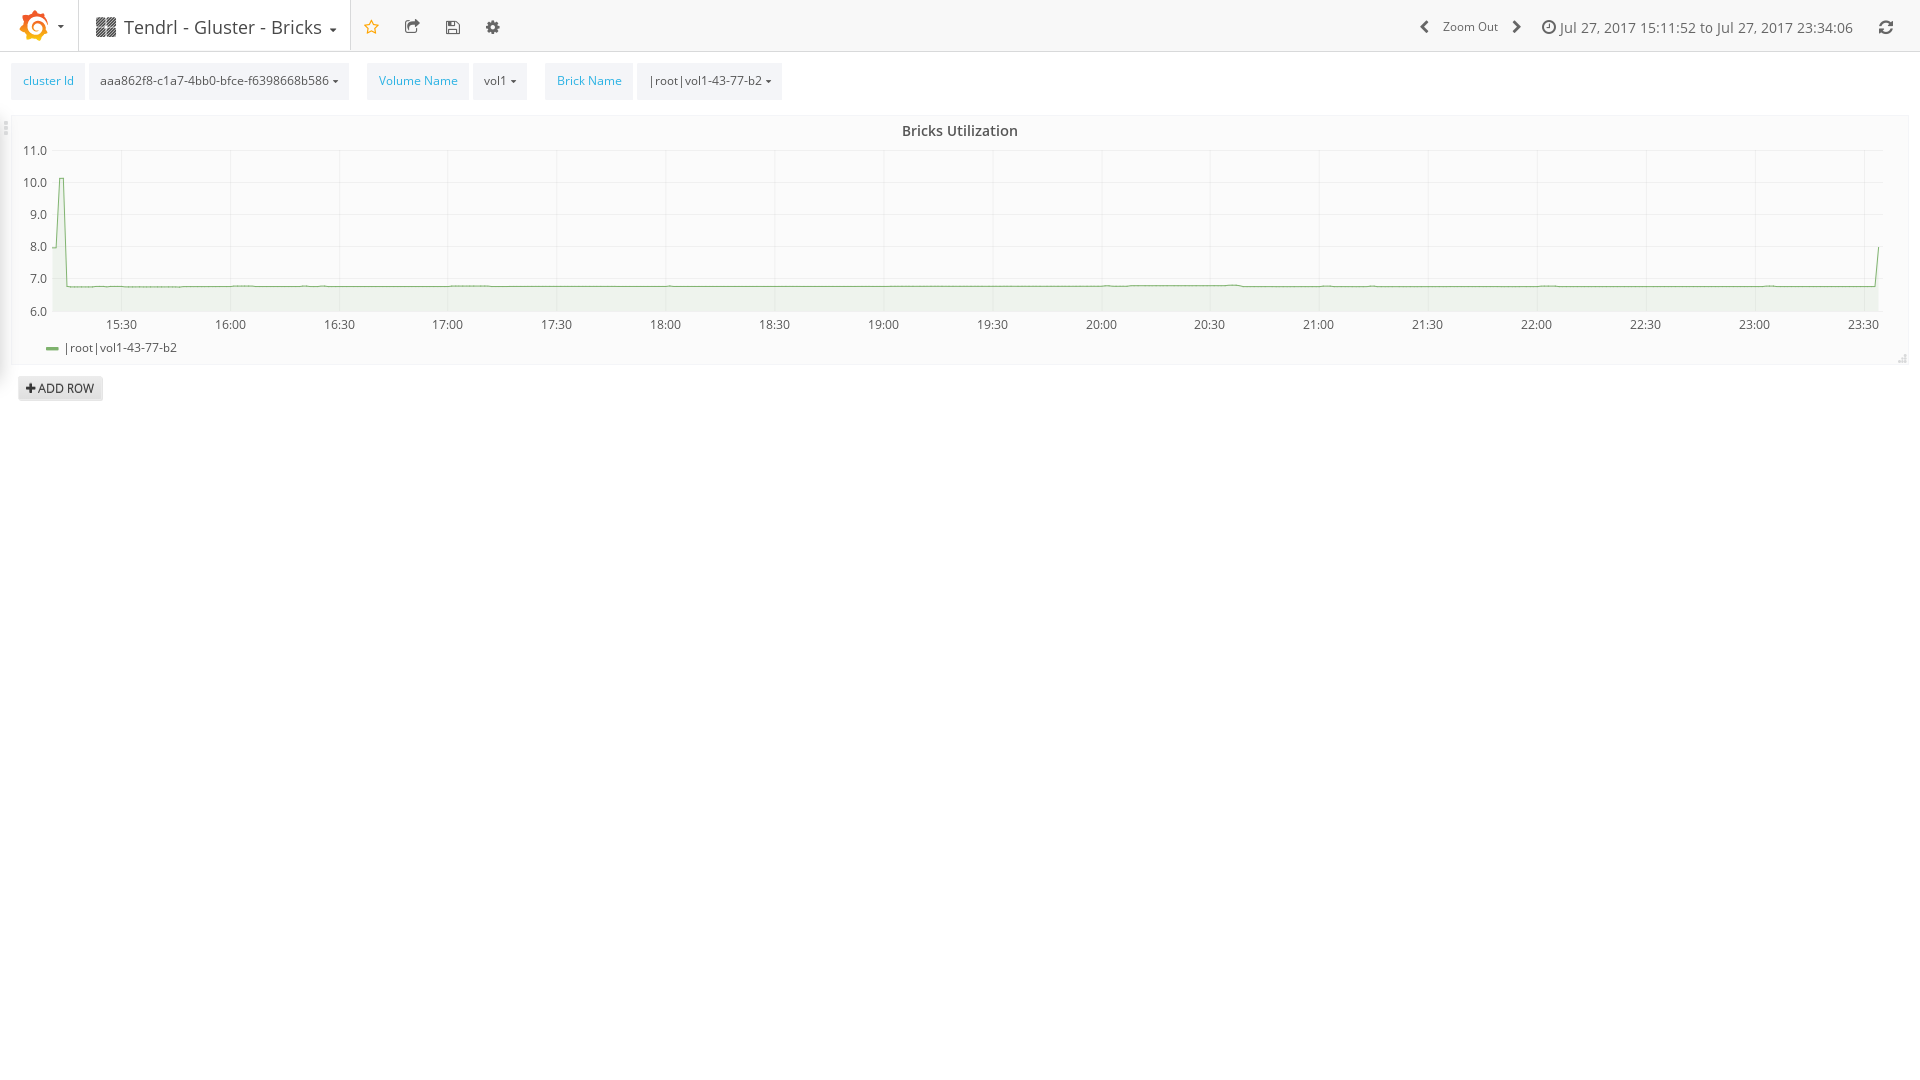 Tendrl - Gluster - Bricks
Zoom Out
Jul 27, 2017 15:11:52 to Jul 27, 2017 23:34:06
cluster Id aaa862f8-c1a7-4bb0-bfce-f6398668b586 Volume Name vol1 Brick Name |root|vol1-43-77-b2
Bricks Utilization
11.0
10.0
9.0
8.0
7.0
6.0
15:30 16:00 16:30 17:00 17:30 18:00 18:30 19:00 19:30 20:00 20:30 21:00 21:30 22:00 22:30 23:00 23:30
|root|vol1-43-77-b2
ADD ROW